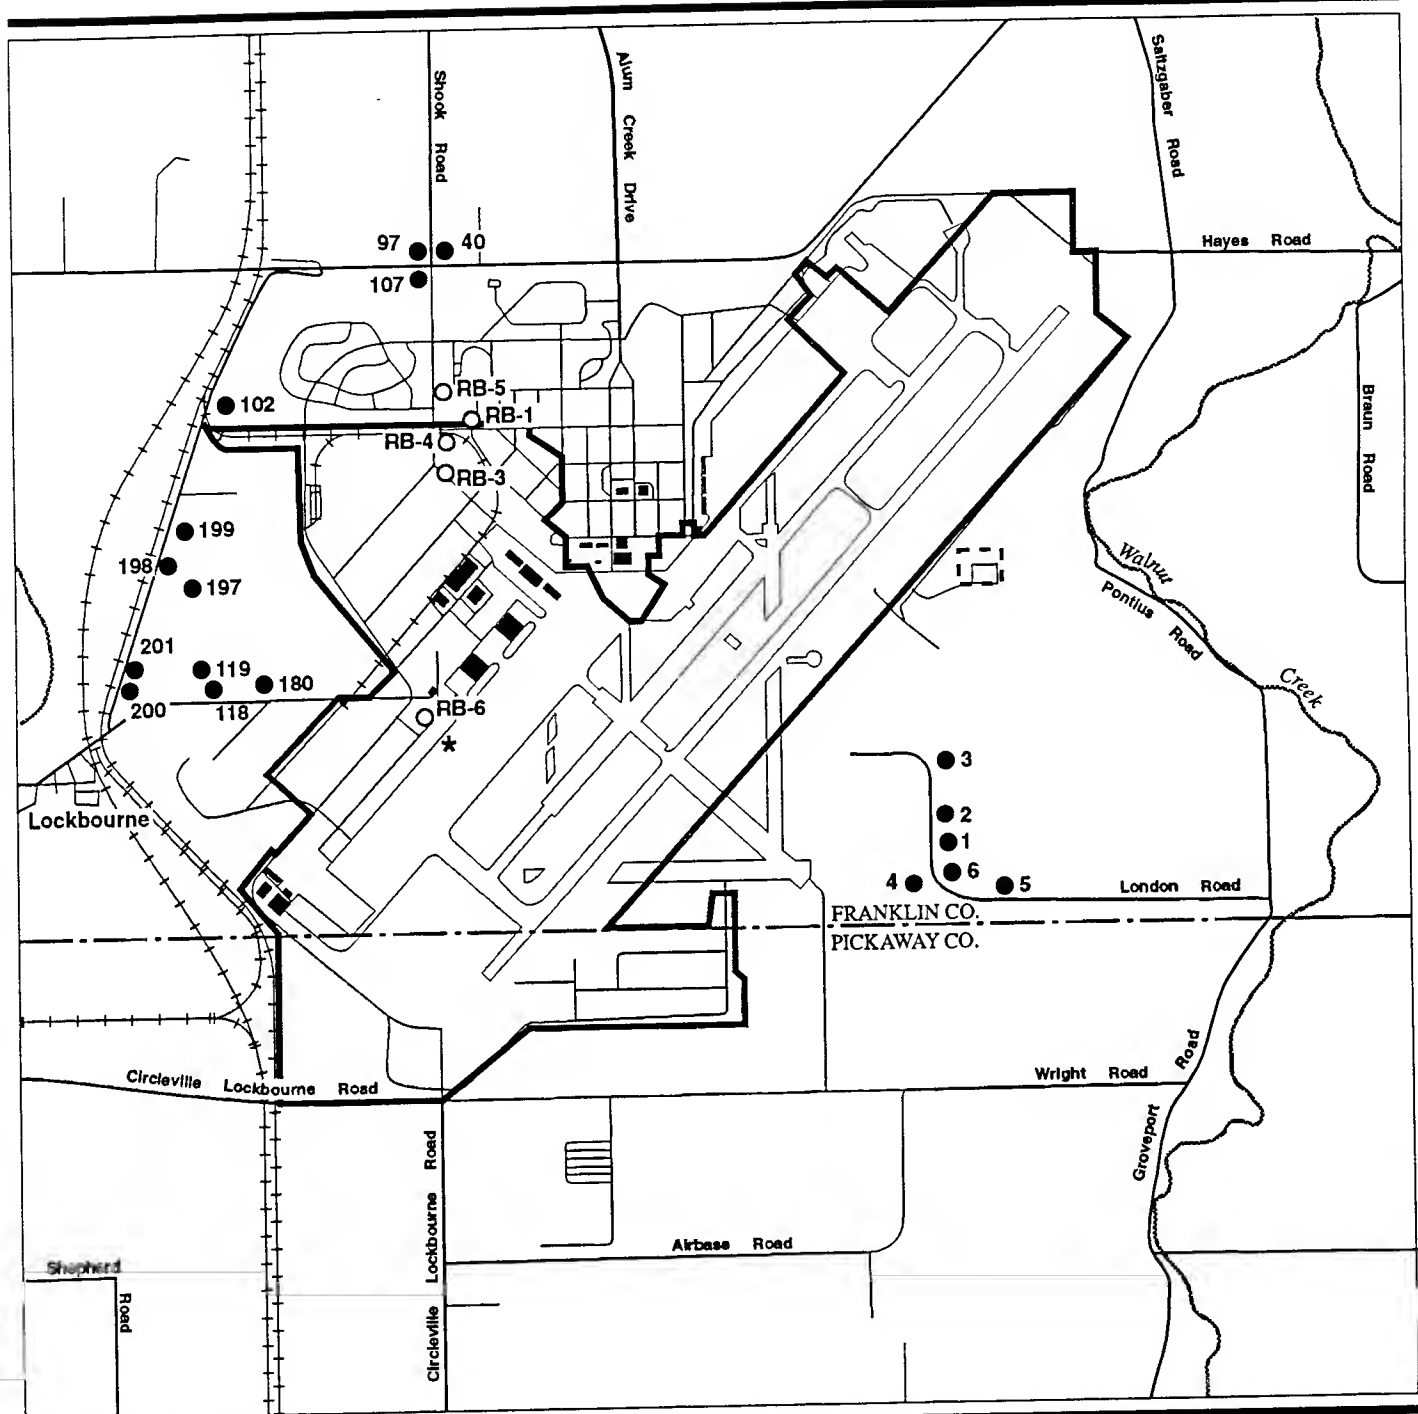 Shook Road
Alum Creek Drive
Saltzgaber Road
97
40
107
Hayes Road
RB-5
102
RB-1
RB-4
RB-3
Braun Road
199
198
197
Walnur
Creek
Pontius Road
201
119
180
200
118
RB-6
*
3
Lockbourne
2
1
6
4
5
London Road
FRANKLIN CO.
PICKAWAY CO.
Circleville Lockbourne Road
Wright Road
Groveport Road
Circleville Lockbourne Road
Airbase Road
Shepherd
Road